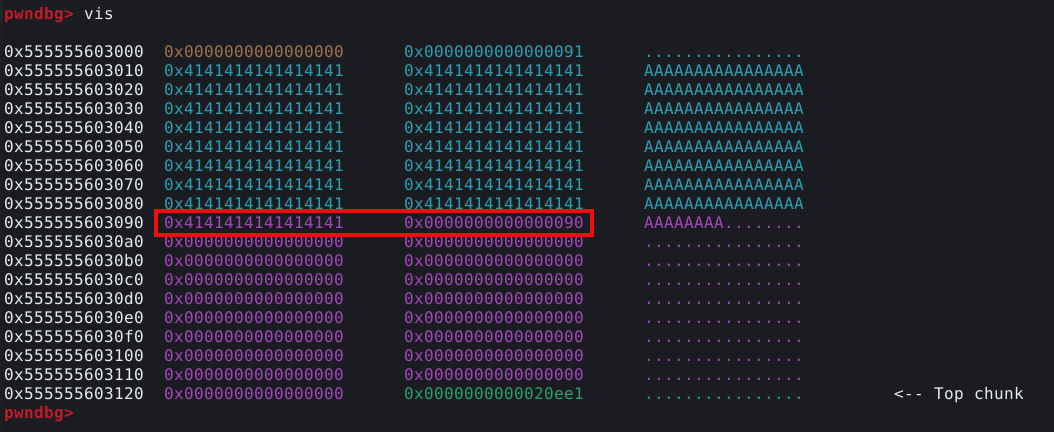 pwndbg> vis
0x555555603000 0x0000000000000000 0x0000000000000091 ................
0x555555603010 0x4141414141414141 0x4141414141414141 AAAAAAAAAAAAAAAA
0x555555603020 0x4141414141414141 0x4141414141414141 AAAAAAAAAAAAAAAA
0x555555603030 0x4141414141414141 0x4141414141414141 AAAAAAAAAAAAAAAA
0x555555603040 0x4141414141414141 0x4141414141414141 AAAAAAAAAAAAAAAA
0x555555603050 0x4141414141414141 0x4141414141414141 AAAAAAAAAAAAAAAA
0x555555603060 0x4141414141414141 0x4141414141414141 AAAAAAAAAAAAAAAA
0x555555603070 0x4141414141414141 0x4141414141414141 AAAAAAAAAAAAAAAA
0x555555603080 0x4141414141414141 0x4141414141414141 AAAAAAAAAAAAAAAA
0x555555603090 0x4141414141414141 0x0000000000000090 AAAAAAAA........
0x5555556030a0 0x0000000000000000 0x0000000000000000 ................
0x5555556030b0 0x0000000000000000 0x0000000000000000 ................
0x5555556030c0 0x0000000000000000 0x0000000000000000 ................
0x5555556030d0 0x0000000000000000 0x0000000000000000 ................
0x5555556030e0 0x0000000000000000 0x0000000000000000 ................
0x5555556030f0 0x0000000000000000 0x0000000000000000 ................
0x555555603100 0x0000000000000000 0x0000000000000000 ................
0x555555603110 0x0000000000000000 0x0000000000000000 ................
0x555555603120 0x0000000000000000 0x0000000000020ee1 ................ <-- Top chunk
pwndbg>